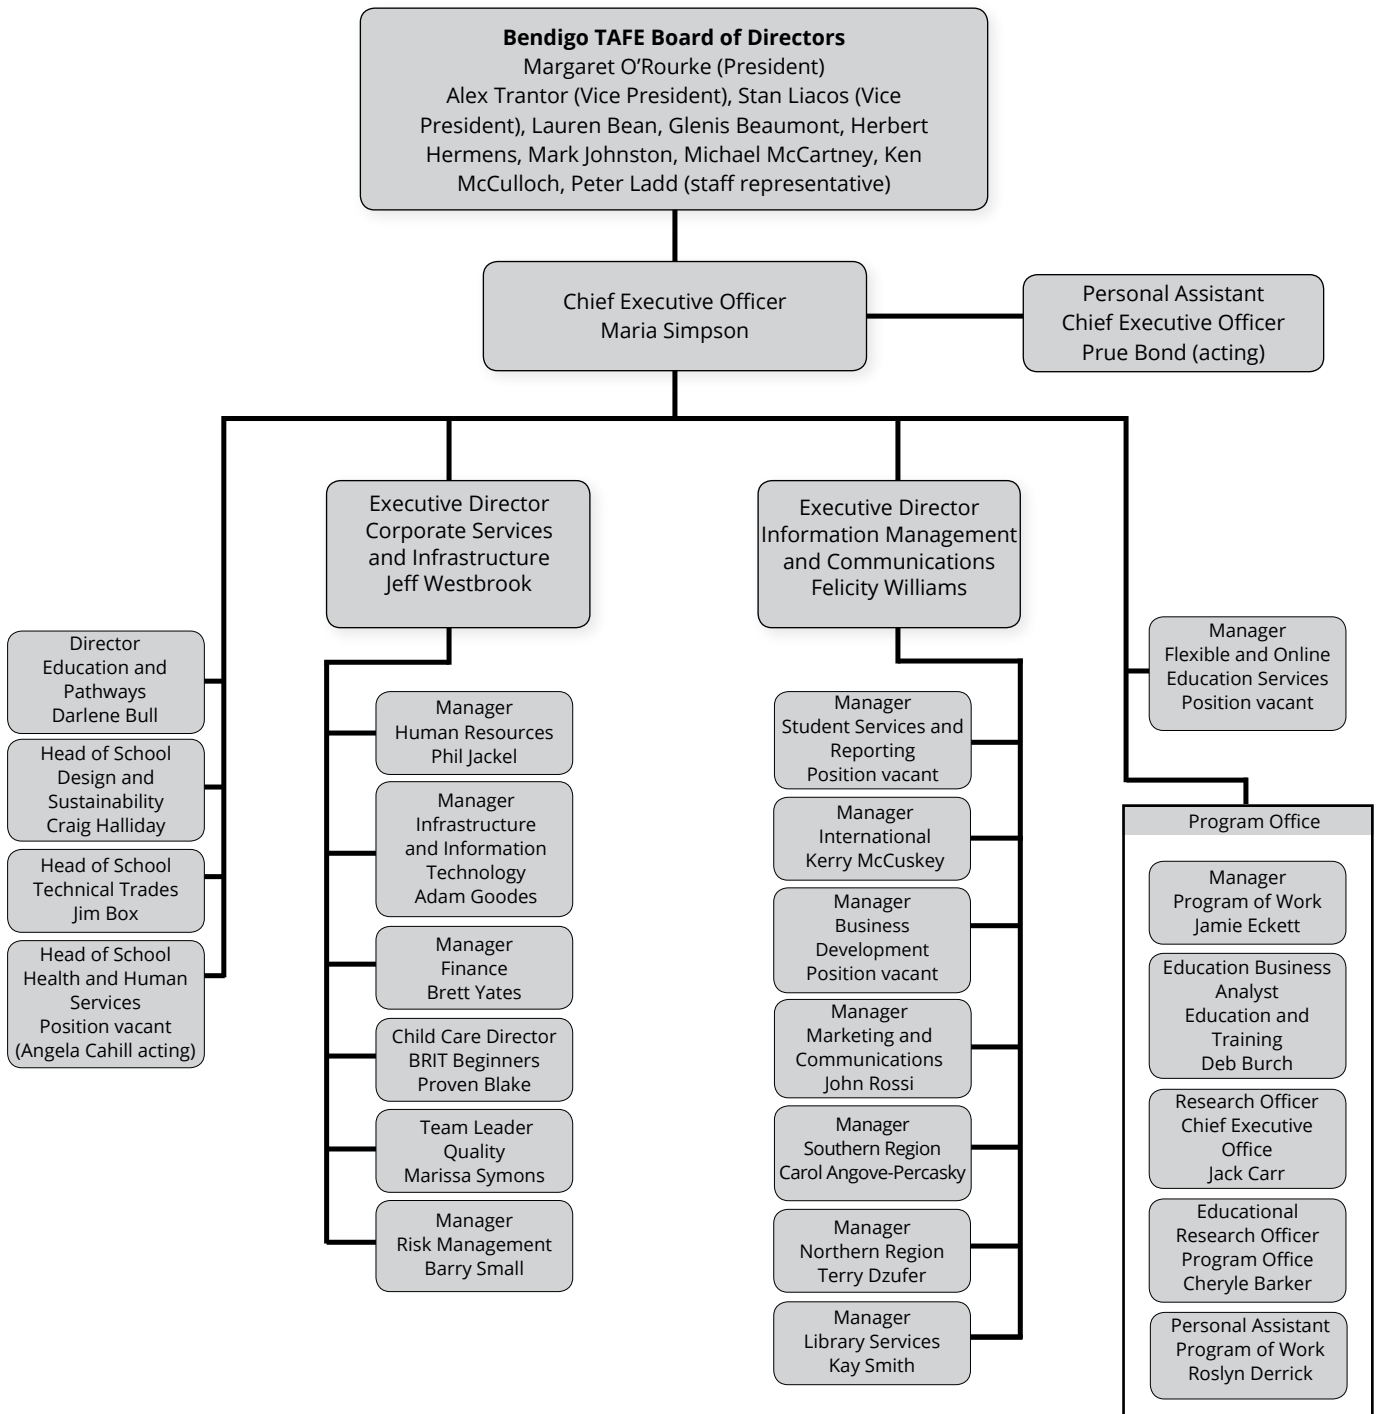 Bendigo TAFE Board of Directors
Margaret O’Rourke (President)
Alex Trantor (Vice President), Stan Liacos (Vice
President), Lauren Bean, Glenis Beaumont, Herbert
Hermens, Mark Johnston, Michael McCartney, Ken
McCulloch, Peter Ladd (staff representative)
Chief Executive Officer
Maria Simpson
Personal Assistant
Chief Executive Officer
Prue Bond (acting)
Executive Director
Corporate Services
and Infrastructure
Jeff Westbrook
Executive Director
Information Management
and Communications
Felicity Williams
Director
Education and
Pathways
Darlene Bull
Head of School
Design and
Sustainability
Craig Halliday
Head of School
Technical Trades
Jim Box
Head of School
Health and Human
Services
Position vacant
(Angela Cahill acting)
Manager
Human Resources
Phil Jackel
Manager
Infrastructure
and Information
Technology
Adam Goodes
Manager
Finance
Brett Yates
Child Care Director
BRIT Beginners
Proven Blake
Team Leader
Quality
Marissa Symons
Manager
Risk Management
Barry Small
Manager
Student Services and
Reporting
Position vacant
Manager
International
Kerry McCuskey
Manager
Business
Development
Position vacant
Manager
Marketing and
Communications
John Rossi
Manager
Southern Region
Carol Angove-Percasky
Manager
Northern Region
Terry Dzufer
Manager
Library Services
Kay Smith
Manager
Flexible and Online
Education Services
Position vacant
Program Office
Manager
Program of Work
Jamie Eckett
Education Business
Analyst
Education and
Training
Deb Burch
Research Officer
Chief Executive
Office
Jack Carr
Educational
Research Officer
Program Office
Cheryle Barker
Personal Assistant
Program of Work
Roslyn Derrick